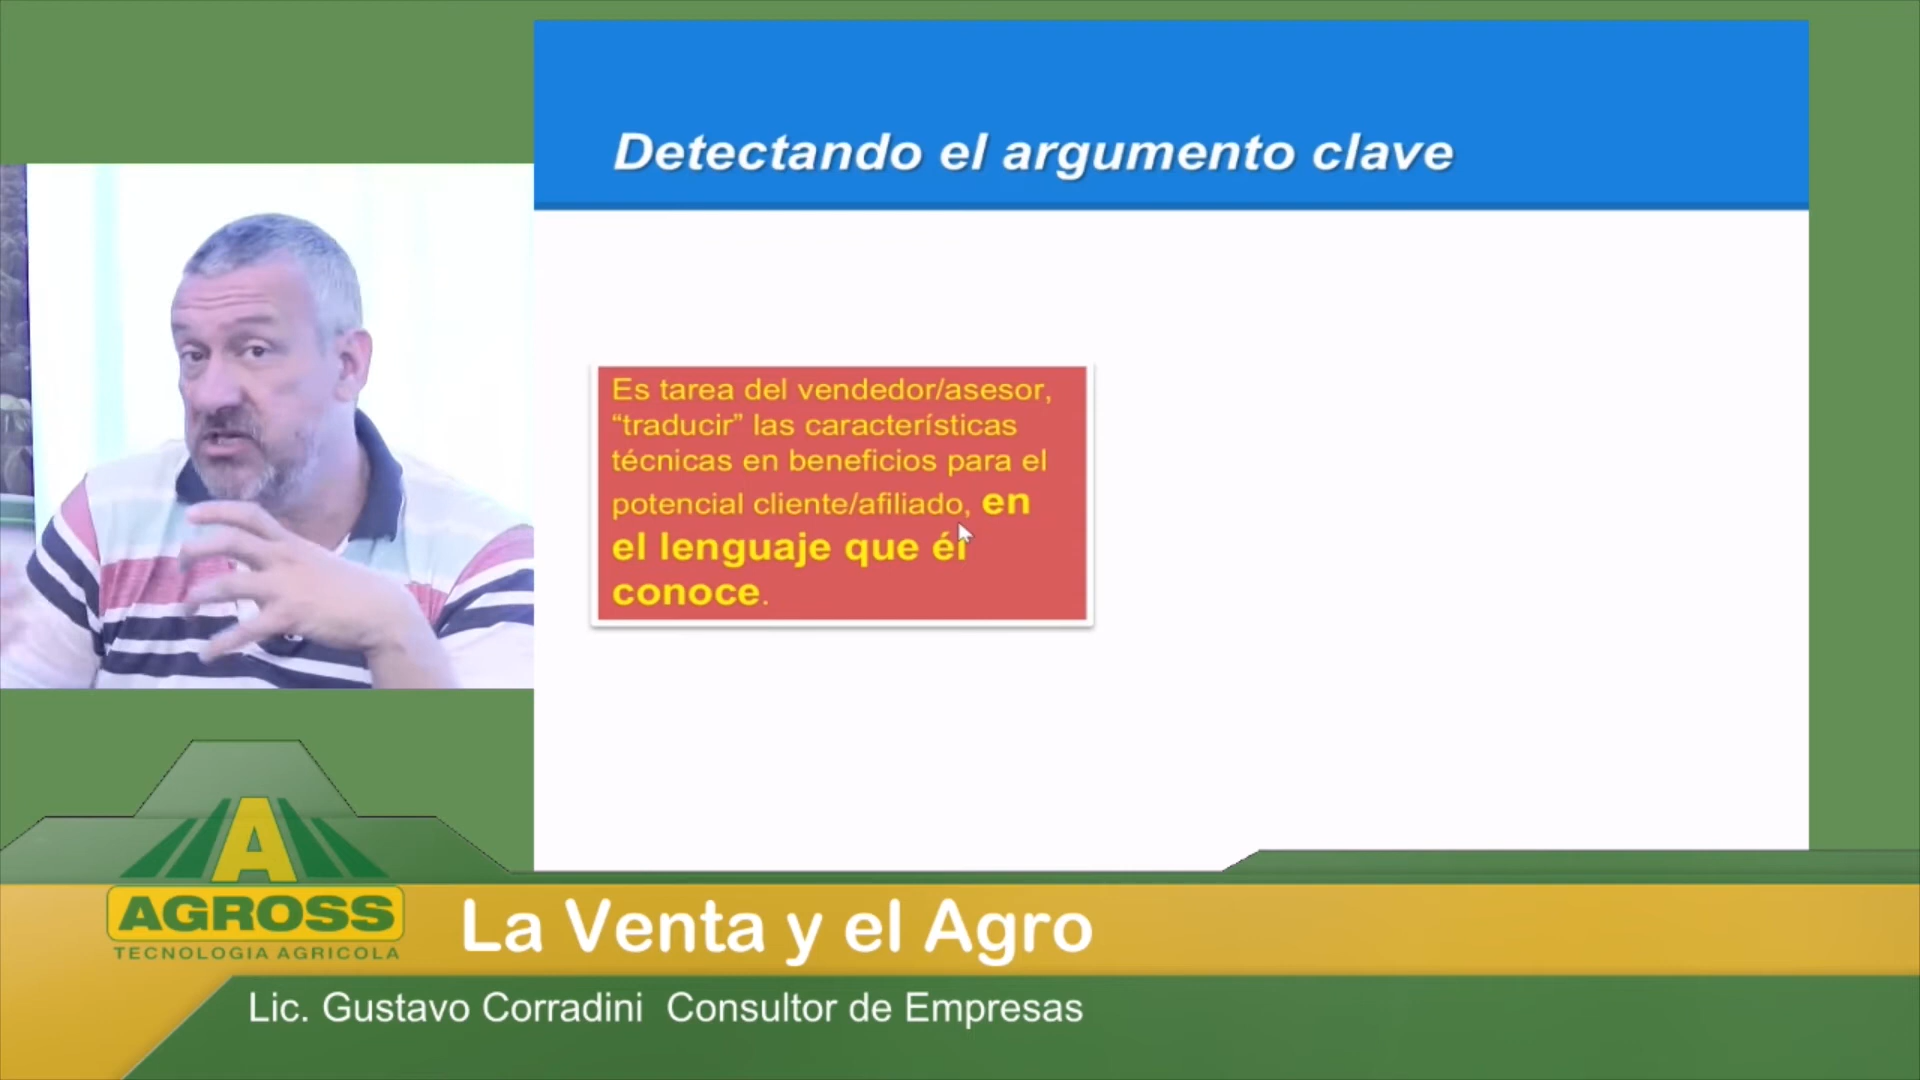 Detectando el argumento clave
Es tarea del vendedor/asesor,
“traducir” las características
técnicas en beneficios para el
potencial cliente/afiliado, en
el lenguaje que él
conoce.
A
AGROSS
TECNOLOGIA AGRICOLA
La Venta y el Agro
Lic. Gustavo Corradini Consultor de Empresas